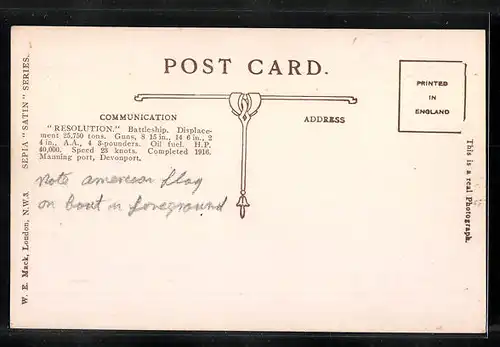 POST CARD.
PRINTED
IN
ENGLAND
COMMUNICATION
ADDRESS
"RESOLUTION." Battleship. Displace-
ment 25,750 tons. Guns, 8 15 in., 14 6 in., 2
4 in., A.A., 4 3-pounders. Oil fuel. H.P.
40,000. Speed 23 knots. Completed 1916.
Manning port, Devonport.
Note american flag
on boat in foreground
W. E. Mack, London, N.W.3. SEPIA "SATIN" SERIES.
This is a real Photograph.